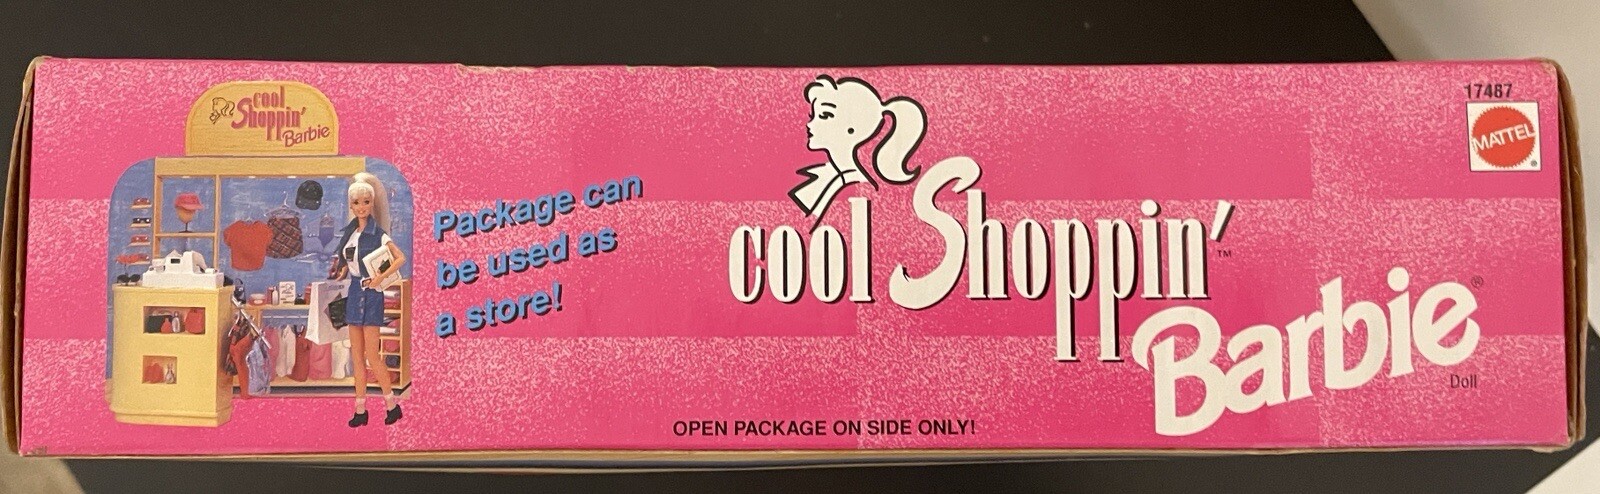 cool
Shoppin'
Barbie
Package can
be used as
a store!
cool Shoppin'™
Barbie®
Doll
17487
MATTEL
®
OPEN PACKAGE ON SIDE ONLY!